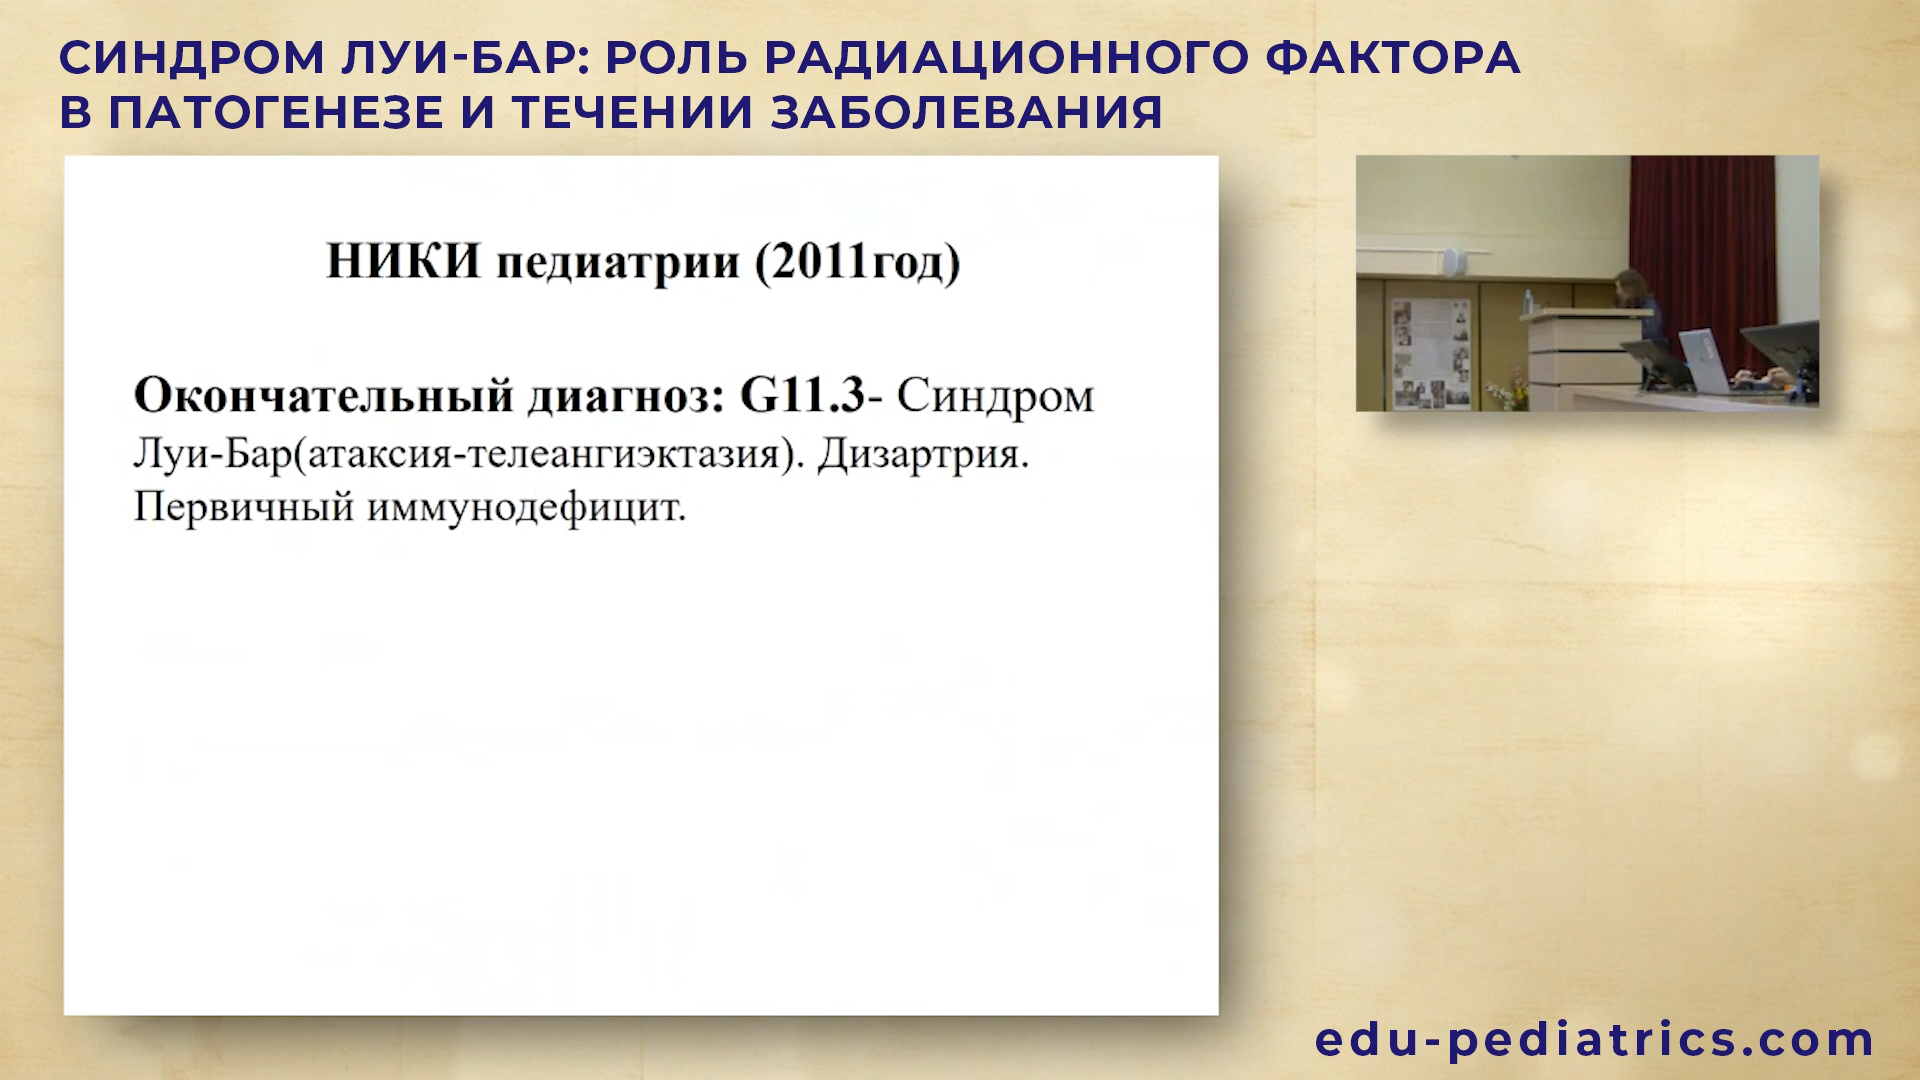 СИНДРОМ ЛУИ-БАР: РОЛЬ РАДИАЦИОННОГО ФАКТОРА
В ПАТОГЕНЕЗЕ И ТЕЧЕНИИ ЗАБОЛЕВАНИЯ
НИКИ педиатрии (2011год)
Окончательный диагноз: G11.3- Синдром
Луи-Бар(атаксия-телеангиэктазия). Дизартрия.
Первичный иммунодефицит.
edu-pediatrics.com